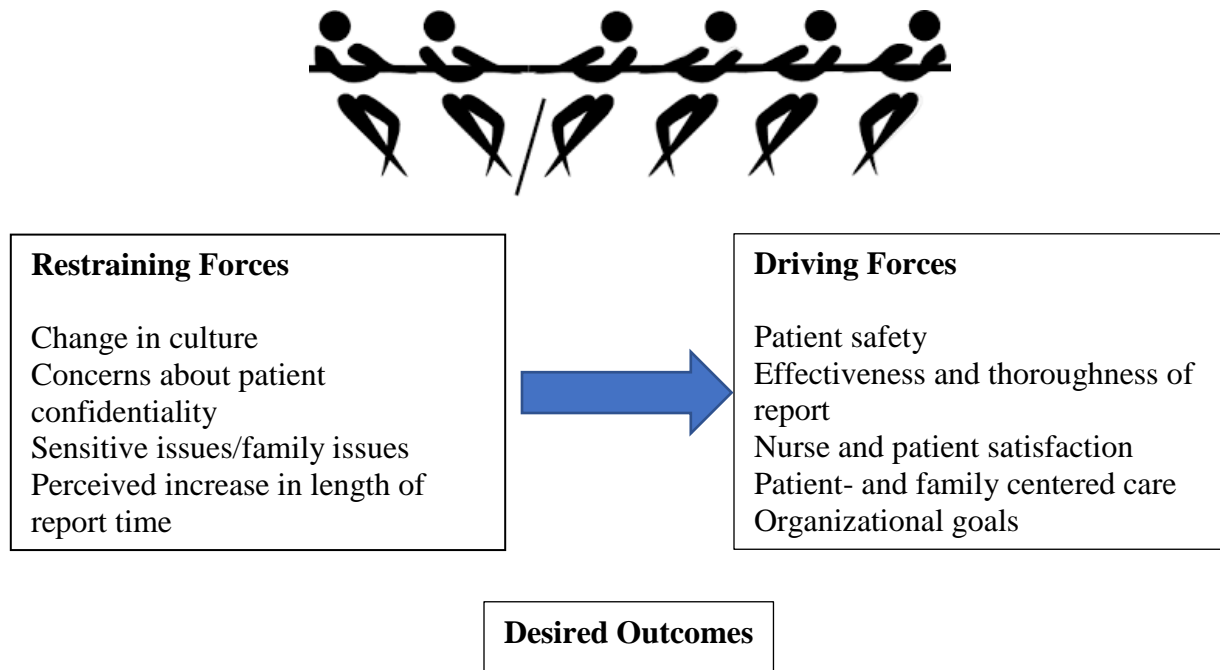 Restraining Forces
Change in culture
Concerns about patient
confidentiality
Sensitive issues/family issues
Perceived increase in length of
report time
Driving Forces
Patient safety
Effectiveness and thoroughness of
report
Nurse and patient satisfaction
Patient- and family centered care
Organizational goals
Desired Outcomes